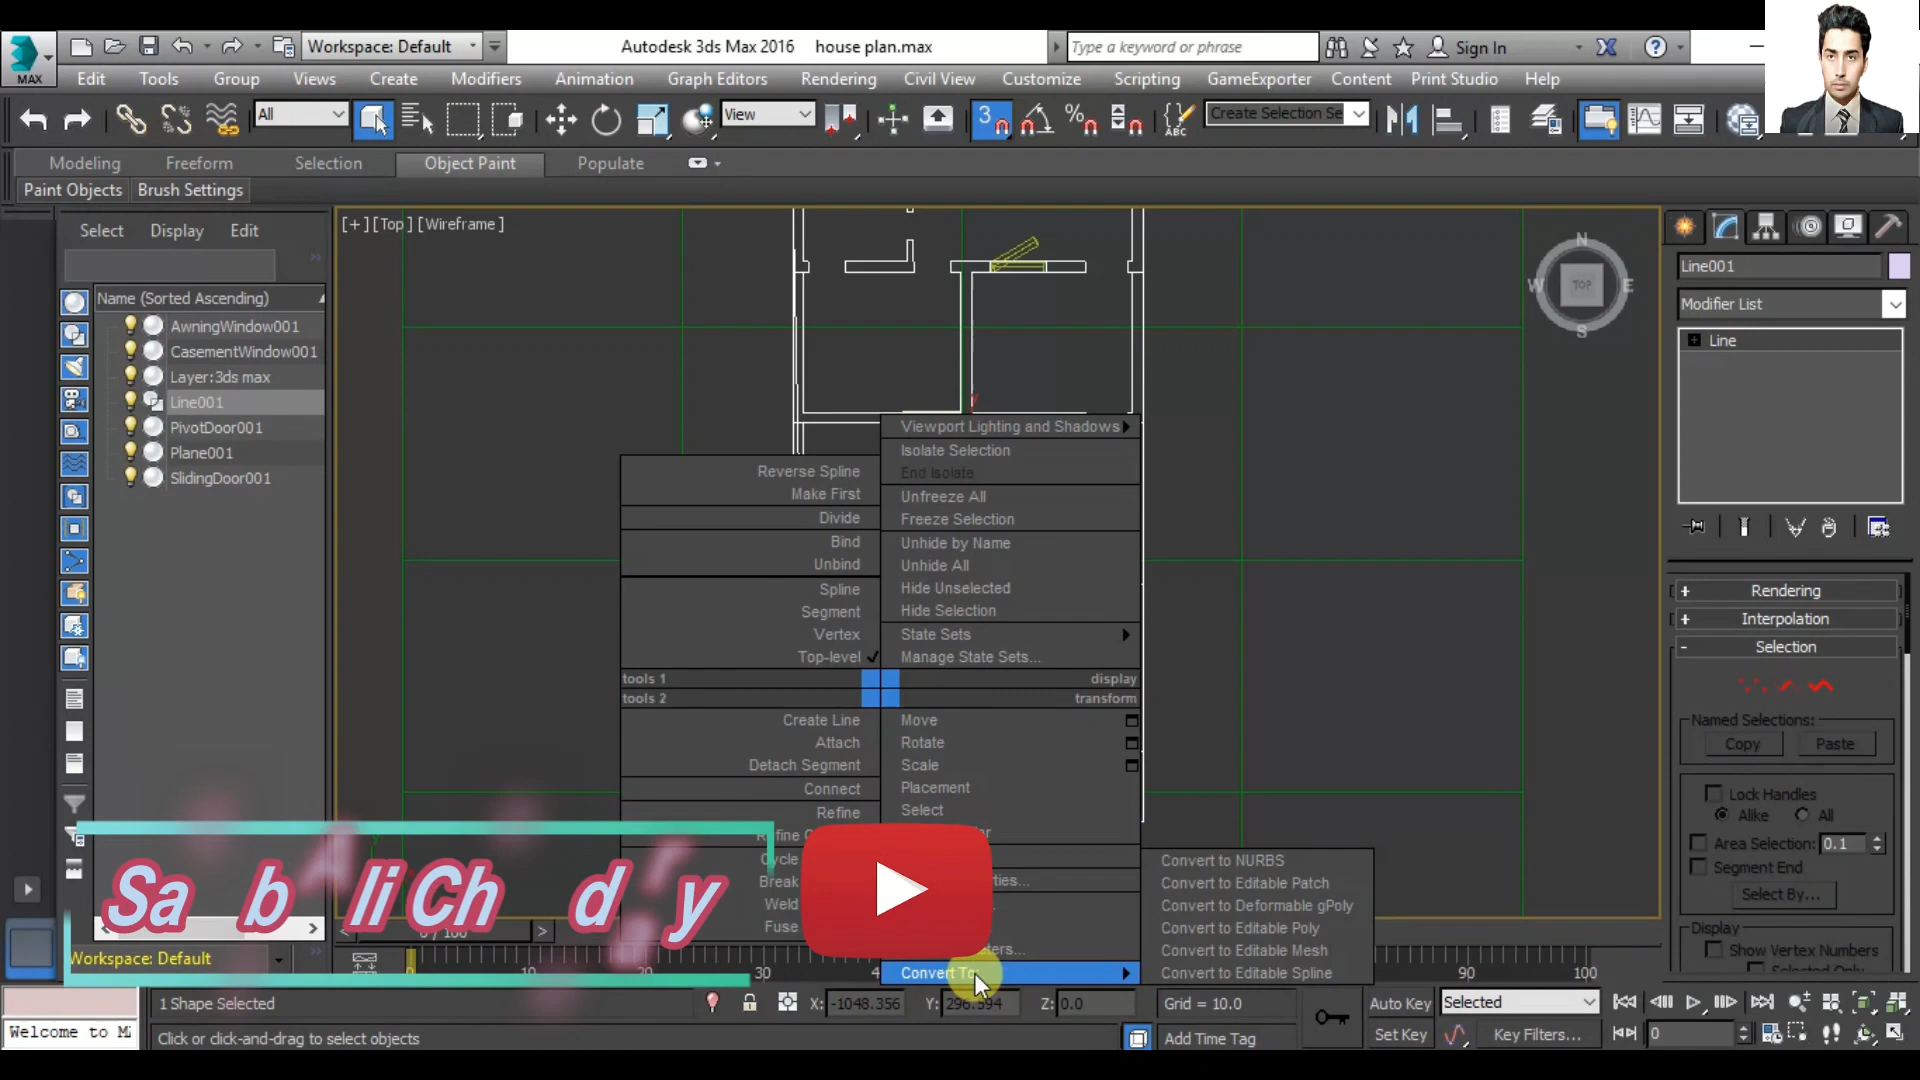 Workspace: Default
Autodesk 3ds Max 2016 house plan.max
Type a keyword or phrase
Sign In
MAX
Edit Tools Group Views Create Modifiers Animation Graph Editors Rendering Civil View Customize Scripting GameExporter Content Print Studio Help
All
View
3
%
ABC
Create Selection Se
Modeling Freeform Selection Object Paint Populate
Paint Objects Brush Settings
Select Display Edit
Name (Sorted Ascending)
AwningWindow001
CasementWindow001
Layer:3ds max
Line001
PivotDoor001
Plane001
SlidingDoor001
[+] [Top] [Wireframe]
N
W TOP E
S
Line001
Modifier List
Line
Rendering
Interpolation
Selection
Named Selections:
Copy Paste
Lock Handles
Alike All
Area Selection: 0.1
Segment End
Select By...
Display
Show Vertex Numbers
Selected Only
Viewport Lighting and Shadows
Isolate Selection
End Isolate
Unfreeze All
Freeze Selection
Unhide by Name
Unhide All
Hide Unselected
Hide Selection
State Sets
Manage State Sets...
Reverse Spline
Make First
Divide
Bind
Unbind
Spline
Segment
Vertex
Top-level
tools 1 display
tools 2 transform
Create Line
Attach
Detach Segment
Connect
Refine
Cycle
Break
Weld
Fuse
Move
Rotate
Scale
Placement
Select
Convert To:
Convert to NURBS
Convert to Editable Patch
Convert to Deformable gPoly
Convert to Editable Poly
Convert to Editable Mesh
Convert to Editable Spline
Workspace: Default
30 90 100
1 Shape Selected
X: -1048.356 Y: 296.594 Z: 0.0 Grid = 10.0
Auto Key Selected
Welcome to M
Click or click-and-drag to select objects
Add Time Tag
Set Key Key Filters... 0